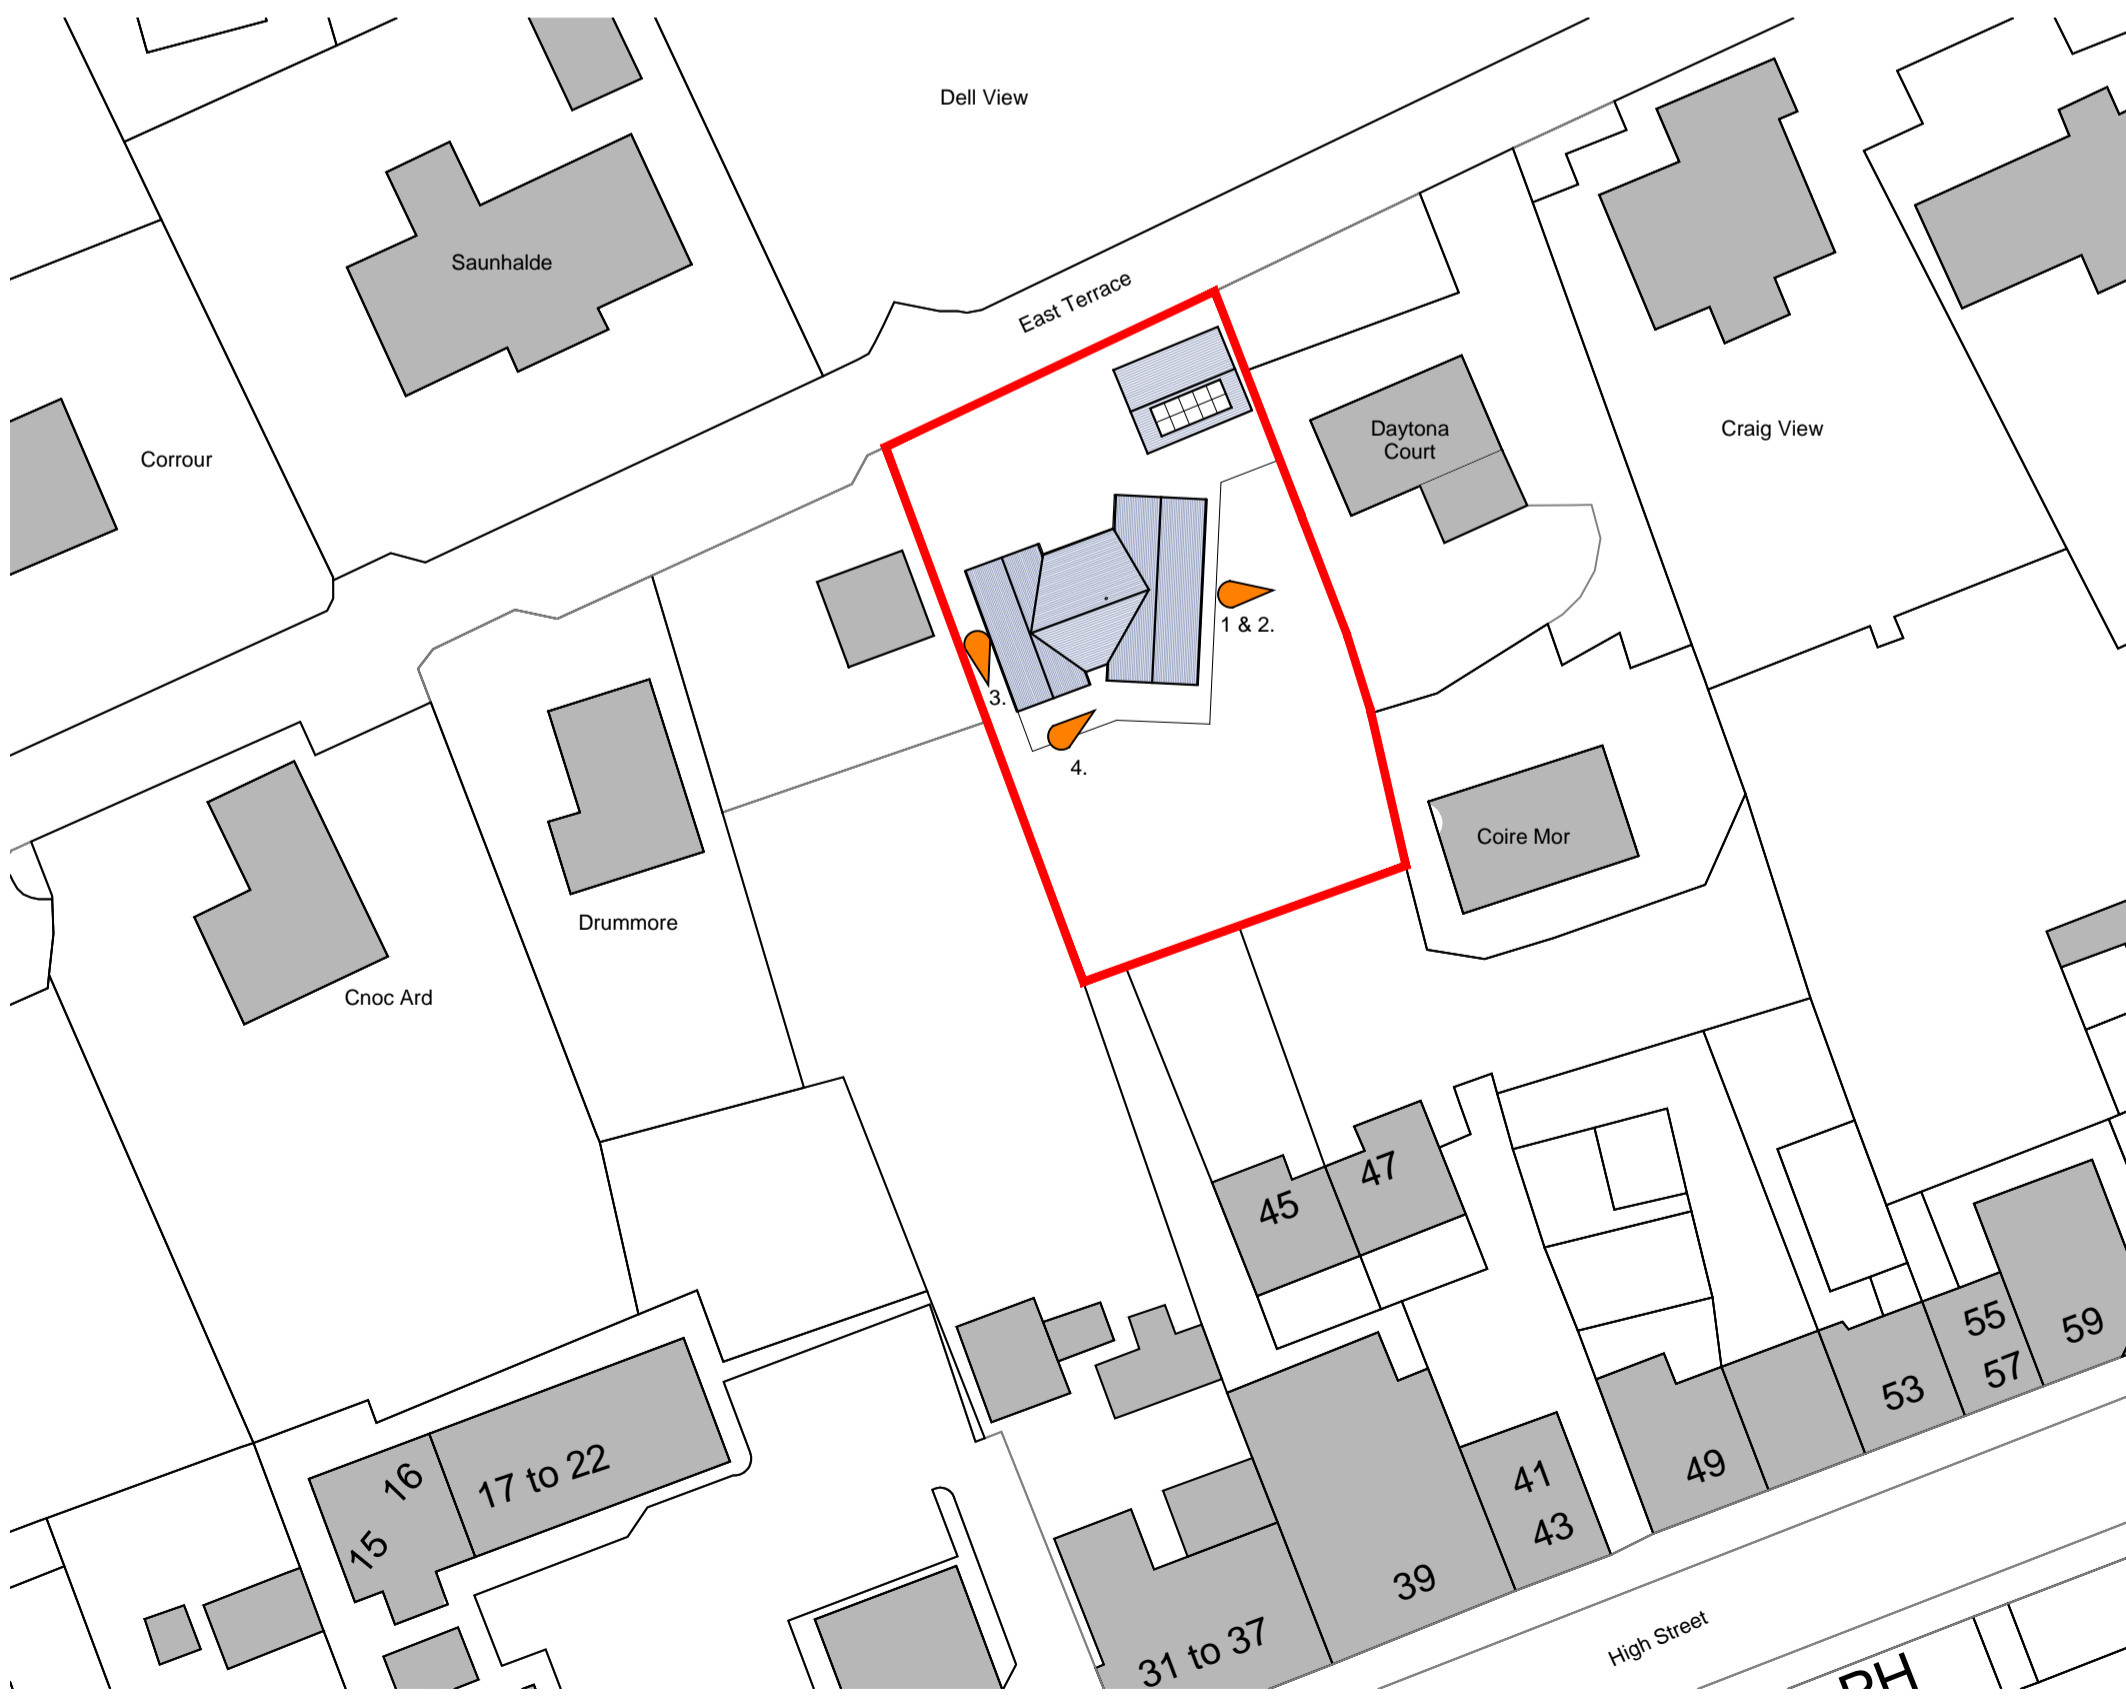 Dell View
Saunhalde
East Terrace
Corrour
Daytona
Court
Craig View
1 & 2.
3.
4.
Coire Mor
Drummore
Cnoc Ard
45
47
55
57
59
53
16
15
17 to 22
49
41
43
39
31 to 37
High Street
PH